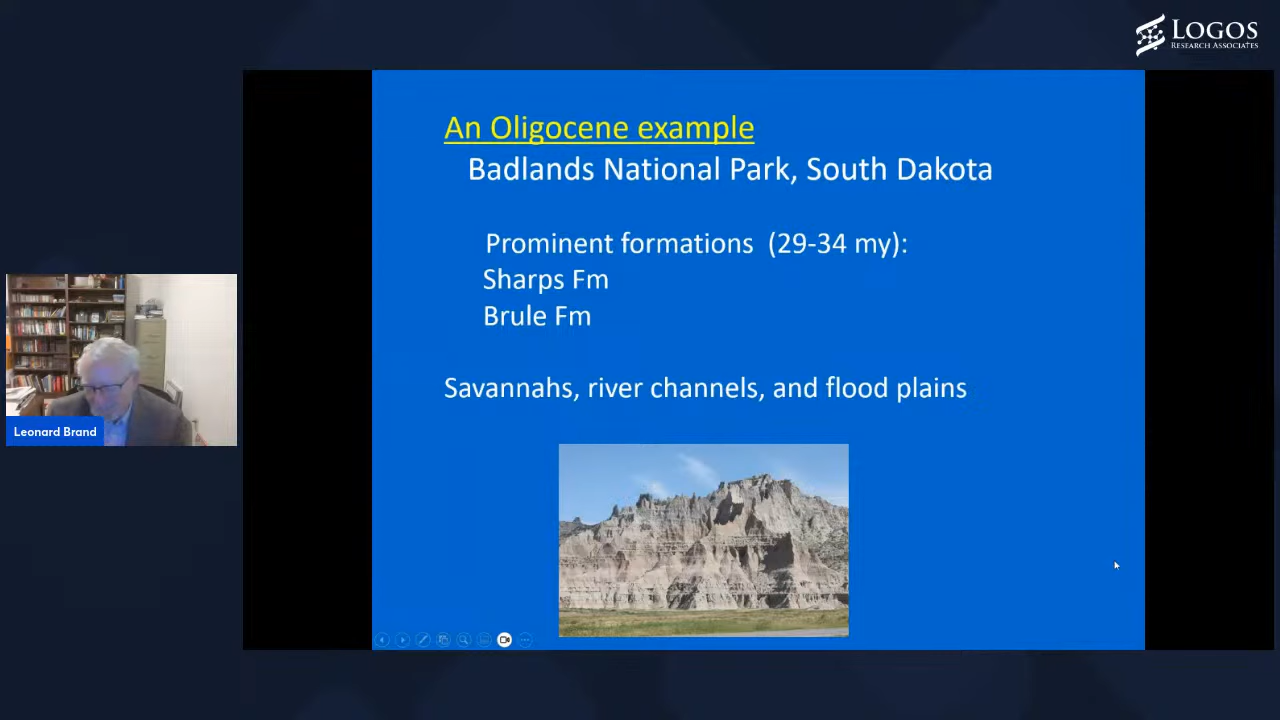 LOGOS
RESEARCH ASSOCIATES
An Oligocene example
Badlands National Park, South Dakota
Prominent formations (29-34 my):
Sharps Fm
Brule Fm
Savannahs, river channels, and flood plains
Leonard Brand